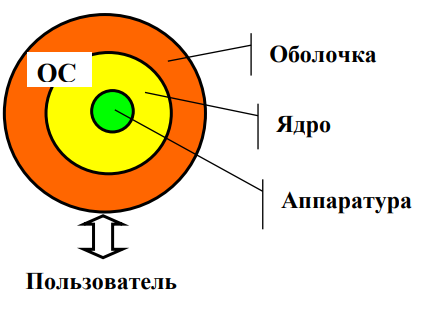 Оболочка
ОС
Ядро
Аппаратура
Пользователь